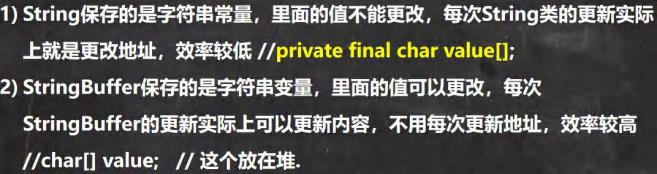 1) String保存的是字符串常量，里面的值不能更改，每次String类的更新实际
上就是更改地址，效率较低 //private final char value[];
2) StringBuffer保存的是字符串变量，里面的值可以更改，每次
StringBuffer的更新实际上可以更新内容，不用每次更新地址，效率较高
//char[] value; // 这个放在堆.